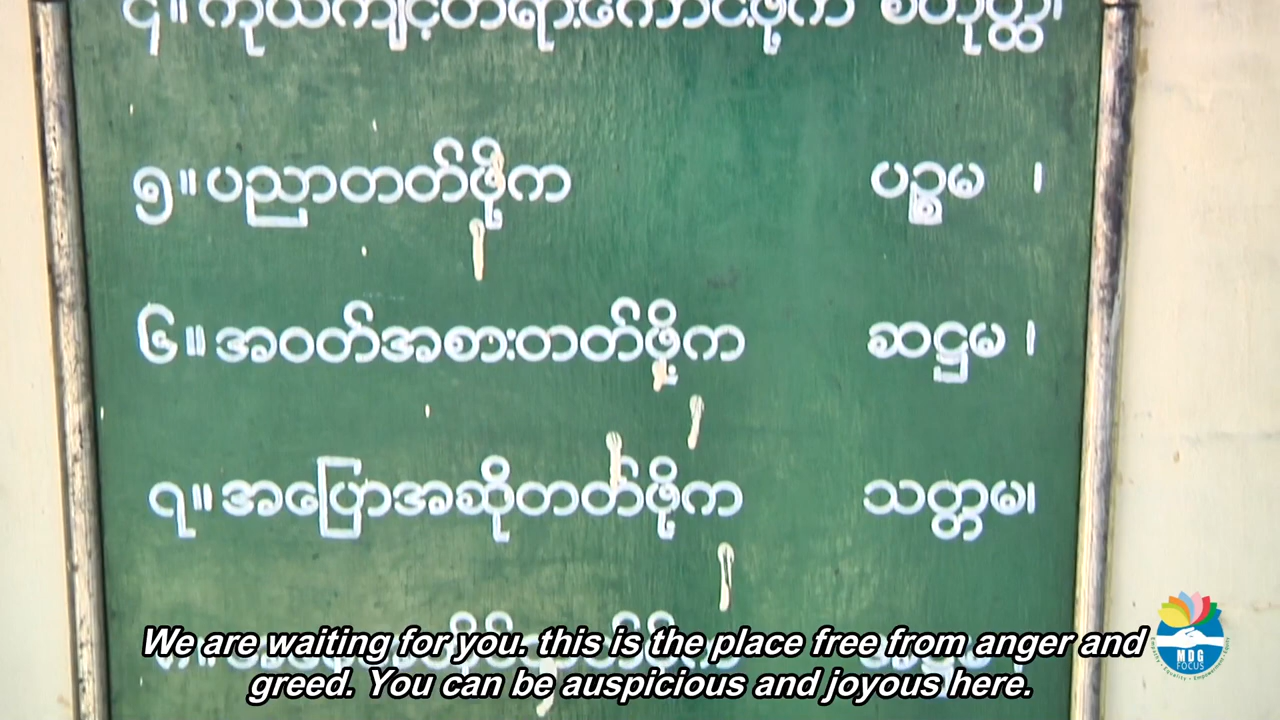 ၄။ ကိုယ်ကျင့်တရားကောင်းဖို့က စတုတ္ထ၊
၅။ ပညာတတ်ဖို့က ပဉ္စမ ၊
၆။ အဝတ်အစားတတ်ဖို့က ဆဋ္ဌမ ၊
၇။ အပြောအဆိုတတ်ဖို့က သတ္တမ၊
We are waiting for you. this is the place free from anger and
greed. You can be auspicious and joyous here.
MDG
FOCUS